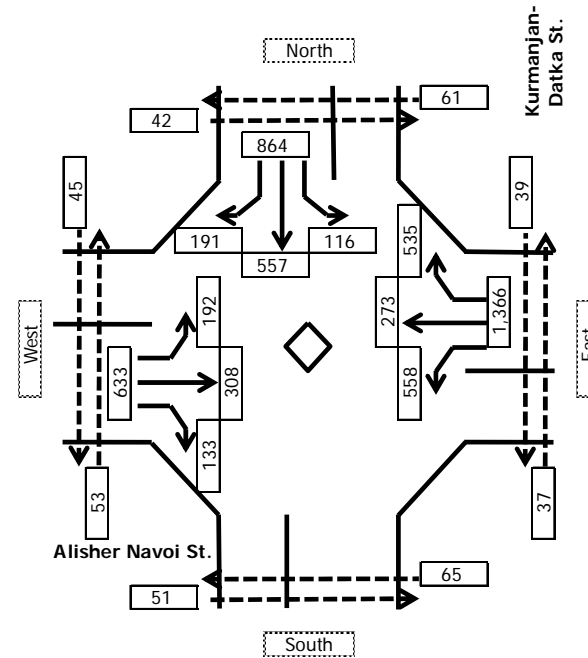 North
Kurmanjan-
Datka St.
61
42
864
45
39
191
116
535
557
192
273
1,366
West
East
633
308
558
133
53
37
Alisher Navoi St.
65
51
South